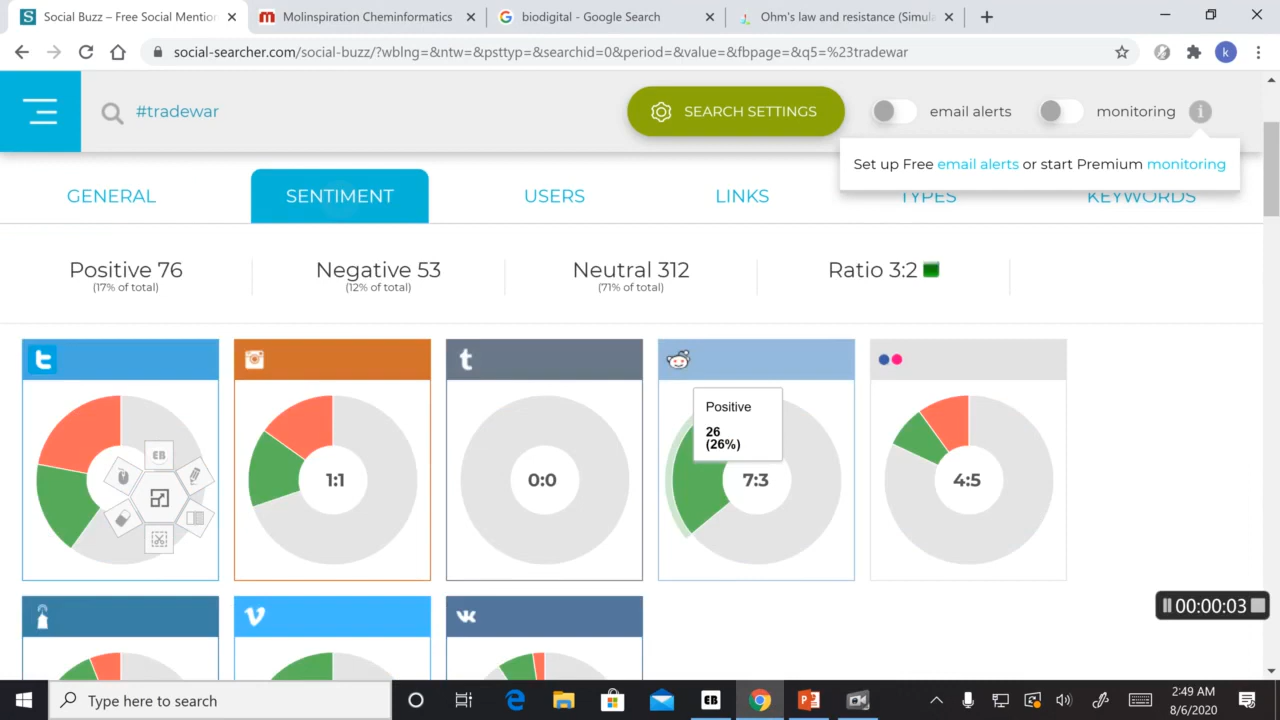 Social Buzz – Free Social Mentio
Molinspiration Cheminformatics
biodigital - Google Search
Ohm's law and resistance (Simula
social-searcher.com/social-buzz/?wblng=&ntw=&psttyp=&searchid=0&period=&value=&fbpage=&q5=%23tradewar
k
#tradewar
SEARCH SETTINGS
email alerts
monitoring
i
Set up Free email alerts or start Premium monitoring
GENERAL
SENTIMENT
USERS
LINKS
TYPES
KEYWORDS
Positive 76
(17% of total)
Negative 53
(12% of total)
Neutral 312
(71% of total)
Ratio 3:2
Positive
26
(26%)
EB
1:1
0:0
7:3
4:5
00:00:03
Type here to search
EB
2:49 AM
8/6/2020